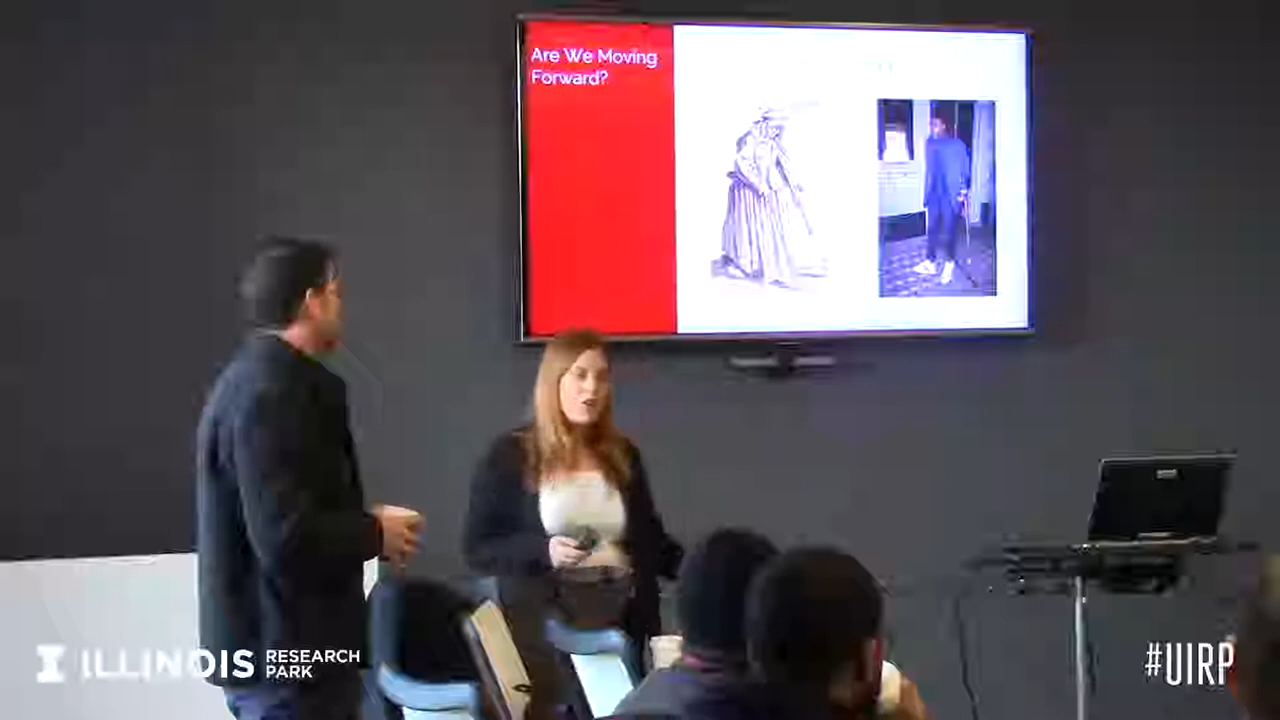 Are We Moving
Forward?
ILLINOIS
RESEARCH
PARK
#UIRP